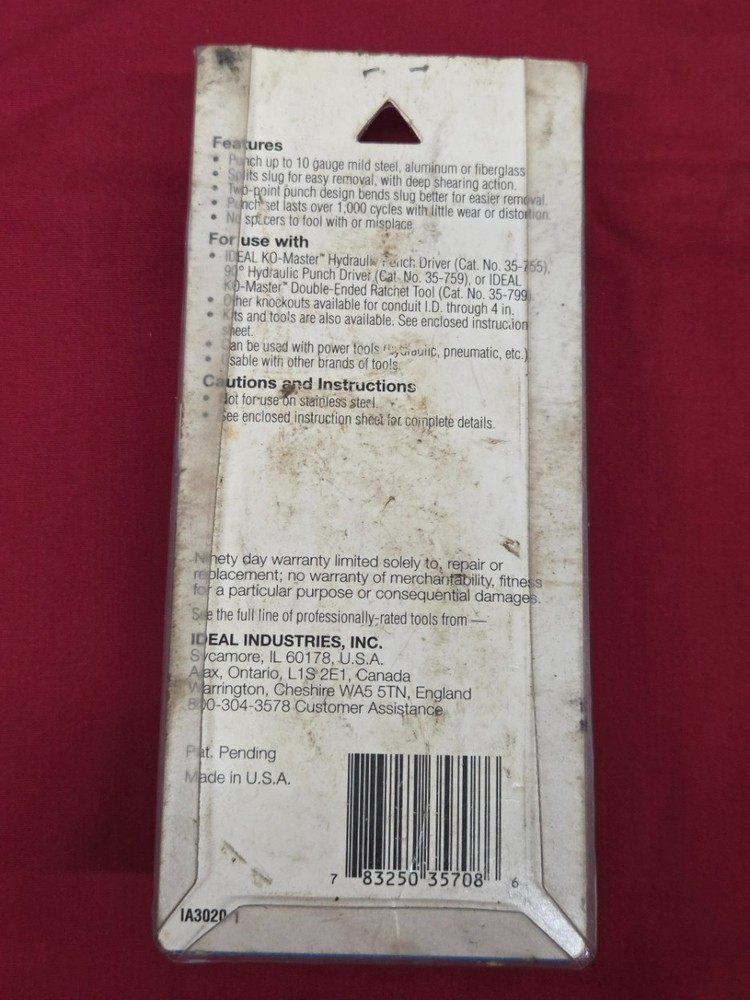 Features
• Punch up to 10 gauge mild steel, aluminum or fiberglass
• Splits slug for easy removal, with deep shearing action.
• Two-point punch design bends slug better for easier removal.
• Punch set lasts over 1,000 cycles with little wear or distortion
• No spacers to fool with or misplace
For use with
• IDEAL KO-Master™ Hydraulic Punch Driver (Cat. No. 35-755),
90° Hydraulic Punch Driver (Cat. No. 35-759), or IDEAL
KO-Master™ Double-Ended Ratchet Tool (Cat. No. 35-799)
• Other knockouts available for conduit I.D. through 4 in.
• Kits and tools are also available. See enclosed instruction
sheet.
• Can be used with power tools (hydraulic, pneumatic, etc.)
• Usable with other brands of tools.
Cautions and Instructions
• Not for use on stainless steel.
• See enclosed instruction sheet for complete details.
Ninety day warranty limited solely to, repair or
replacement; no warranty of merchantability, fitness
for a particular purpose or consequential damages.
See the full line of professionally-rated tools from —
IDEAL INDUSTRIES, INC.
Sycamore, IL 60178, U.S.A.
Ajax, Ontario, L1S 2E1, Canada
Warrington, Cheshire WA5 5TN, England
800-304-3578 Customer Assistance
Pat. Pending
Made in U.S.A.
7 83250 35708 6
IA3020-1